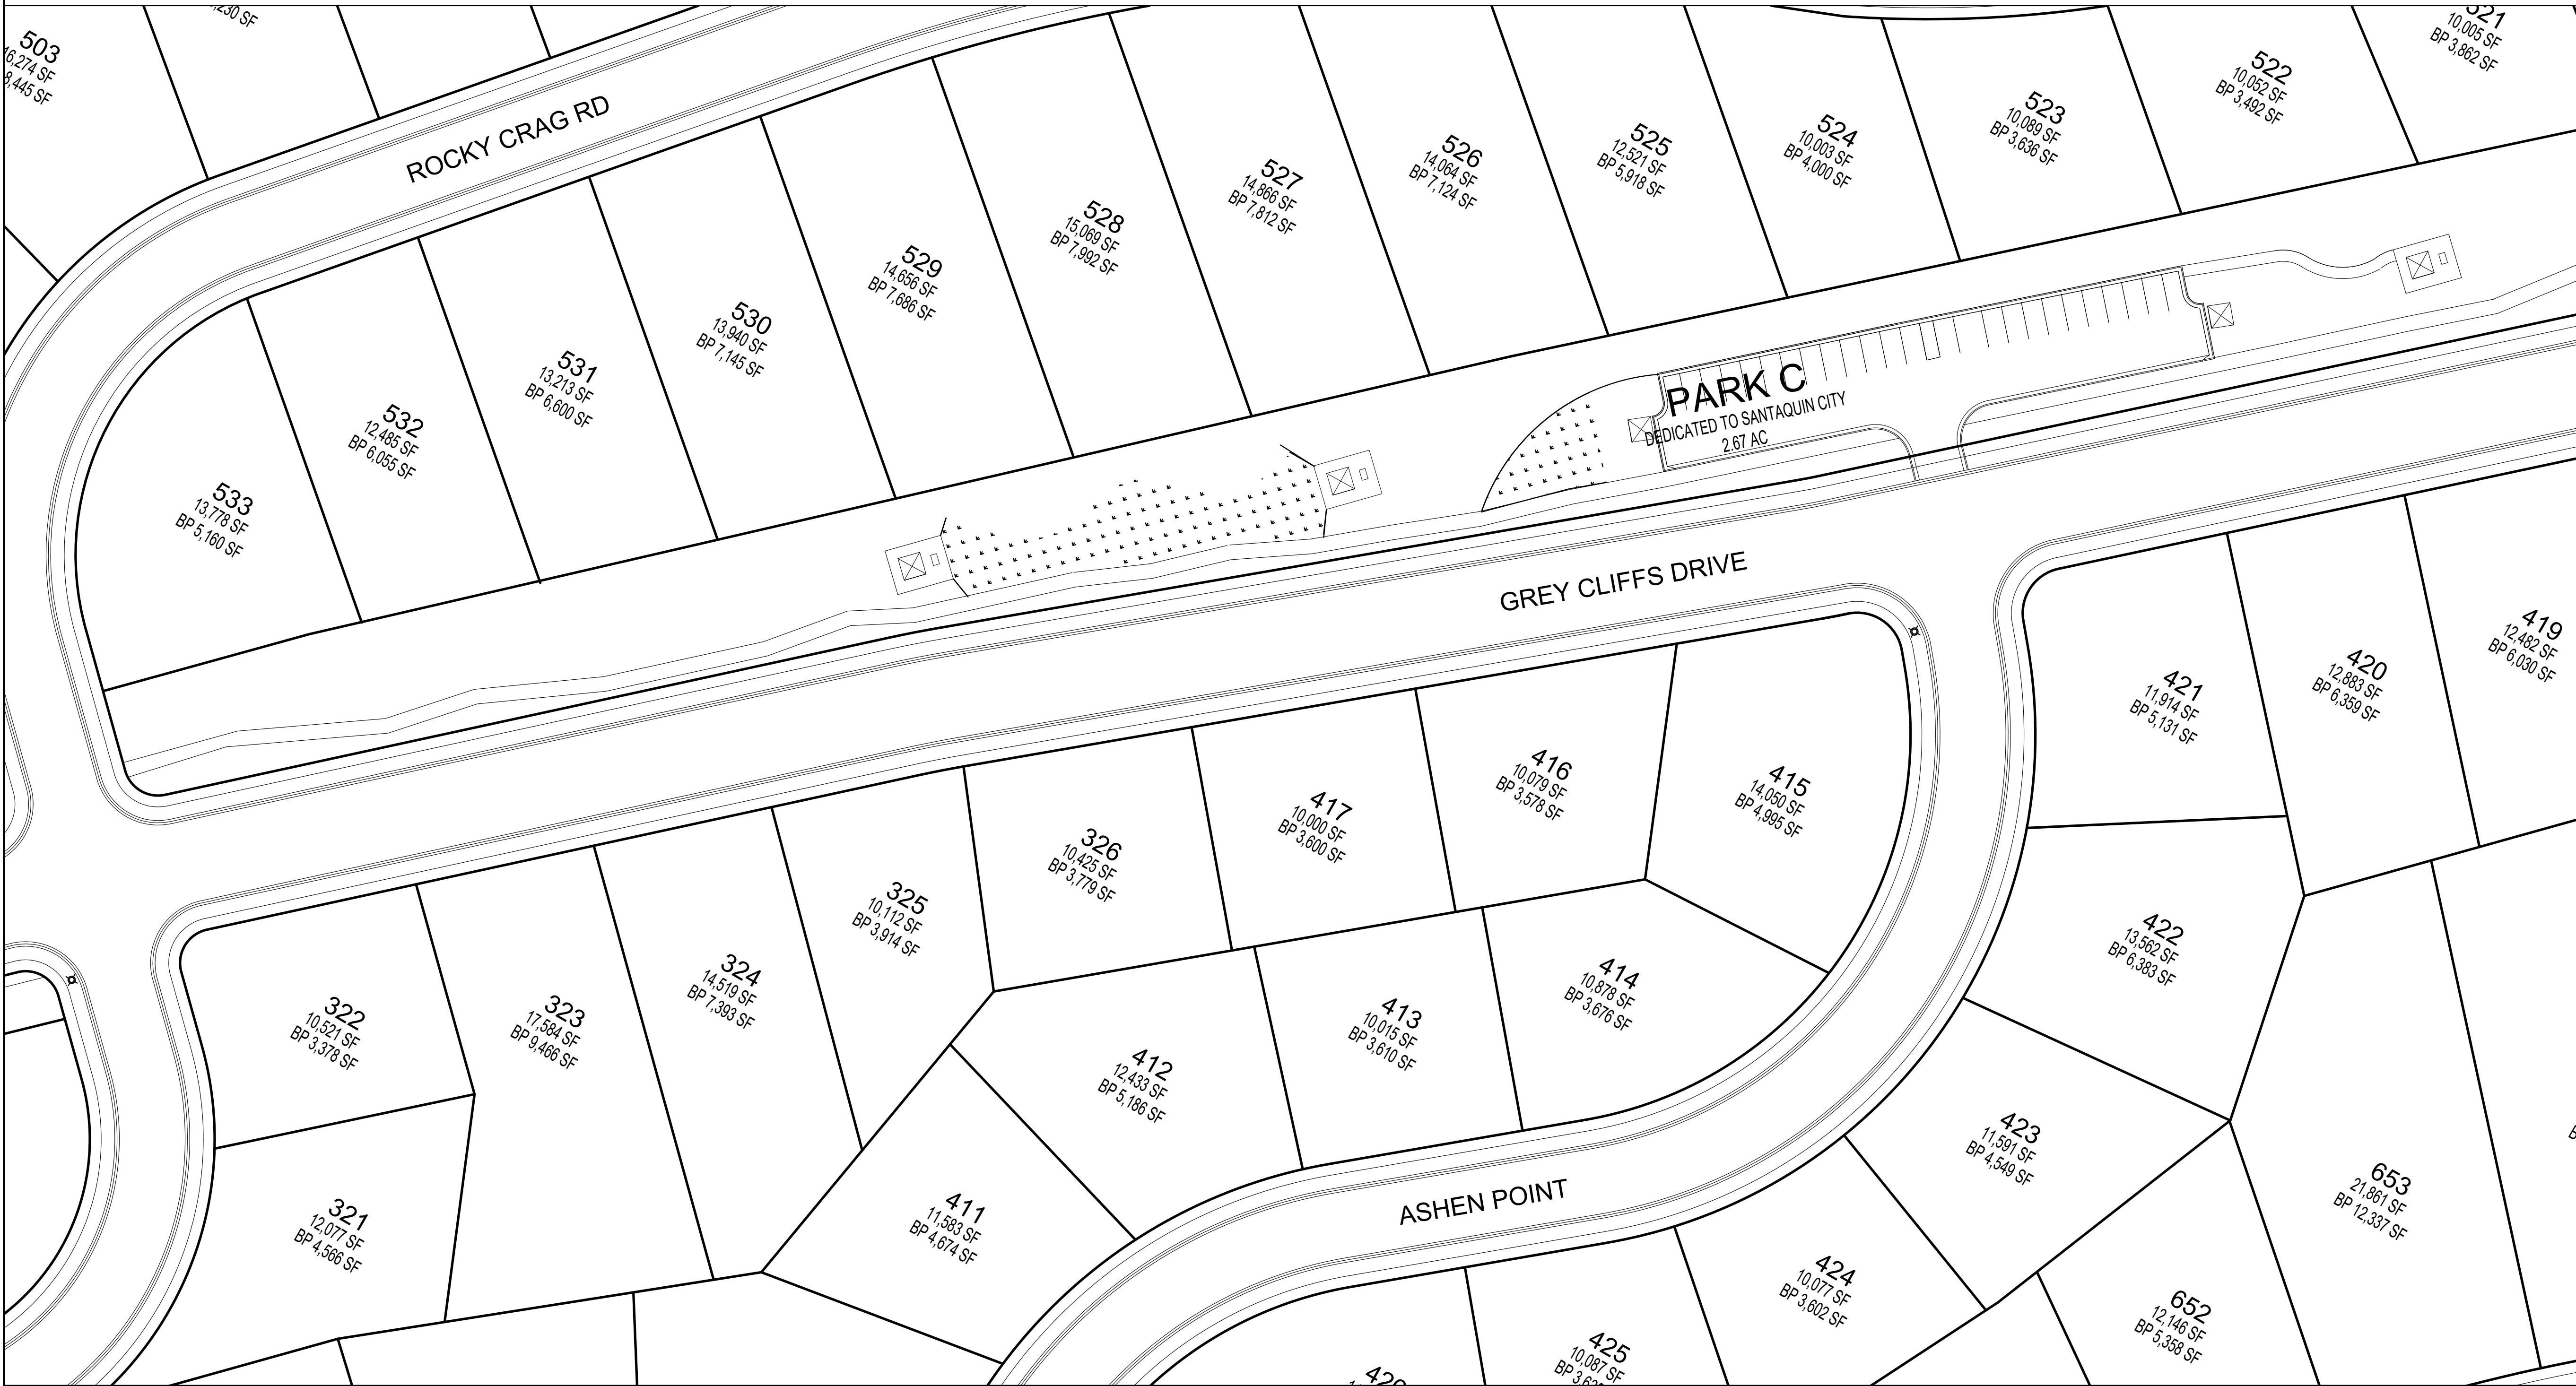 503
16,274 SF
8,445 SF
,230 SF
ROCKY CRAG RD
533
13,778 SF
BP 5,160 SF
532
12,485 SF
BP 6,055 SF
531
13,213 SF
BP 6,600 SF
530
13,940 SF
BP 7,145 SF
529
14,656 SF
BP 7,686 SF
528
15,069 SF
BP 7,992 SF
527
14,866 SF
BP 7,812 SF
526
14,064 SF
BP 7,124 SF
525
12,521 SF
BP 5,918 SF
524
10,003 SF
BP 4,000 SF
523
10,089 SF
BP 3,636 SF
522
10,052 SF
BP 3,492 SF
521
10,005 SF
BP 3,862 SF
PARK C
DEDICATED TO SANTAQUIN CITY
2.67 AC
GREY CLIFFS DRIVE
322
10,521 SF
BP 3,378 SF
323
17,584 SF
BP 9,466 SF
324
14,519 SF
BP 7,393 SF
325
10,112 SF
BP 3,914 SF
326
10,425 SF
BP 3,779 SF
417
10,000 SF
BP 3,600 SF
416
10,079 SF
BP 3,578 SF
415
14,050 SF
BP 4,995 SF
421
11,914 SF
BP 5,131 SF
420
12,883 SF
BP 6,359 SF
419
12,482 SF
BP 6,030 SF
321
12,077 SF
BP 4,566 SF
411
11,583 SF
BP 4,674 SF
412
12,433 SF
BP 5,186 SF
413
10,015 SF
BP 3,610 SF
414
10,878 SF
BP 3,676 SF
422
13,562 SF
BP 6,383 SF
423
11,591 SF
BP 4,549 SF
ASHEN POINT
424
10,077 SF
BP 3,602 SF
425
10,087 SF
653
21,861 SF
BP 12,337 SF
652
12,146 SF
BP 5,358 SF